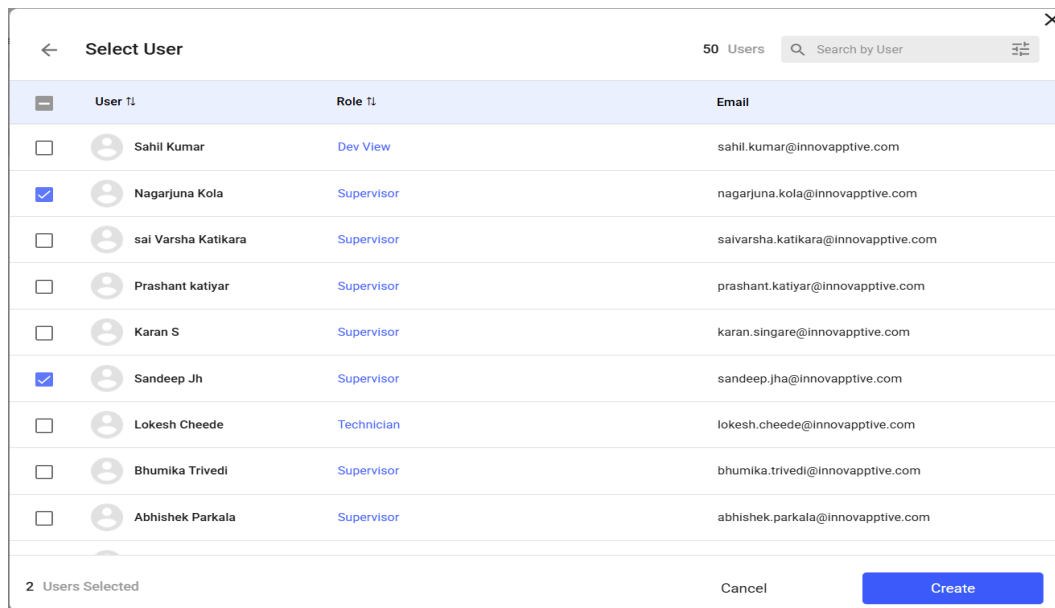 Select User 50 Users Search by User
User Role Email
Sahil Kumar Dev View sahil.kumar@innovapptive.com
Nagarjuna Kola Supervisor nagarjuna.kola@innovapptive.com
sai Varsha Katikara Supervisor saivarsha.katikara@innovapptive.com
Prashant katiyar Supervisor prashant.katiyar@innovapptive.com
Karan S Supervisor karan.singare@innovapptive.com
Sandeep Jh Supervisor sandeep.jha@innovapptive.com
Lokesh Cheede Technician lokesh.cheede@innovapptive.com
Bhumika Trivedi Supervisor bhumika.trivedi@innovapptive.com
Abhishek Parkala Supervisor abhishek.parkala@innovapptive.com
2 Users Selected Cancel Create